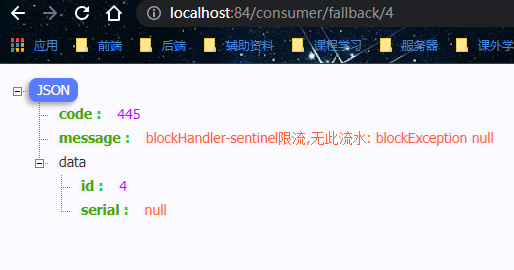 localhost:84/consumer/fallback/4
应用 前端 后端 辅助资料 课程学习 服务器 课外学
JSON
code : 445
message : blockHandler-sentinel限流,无此流水: blockException null
data
id : 4
serial : null